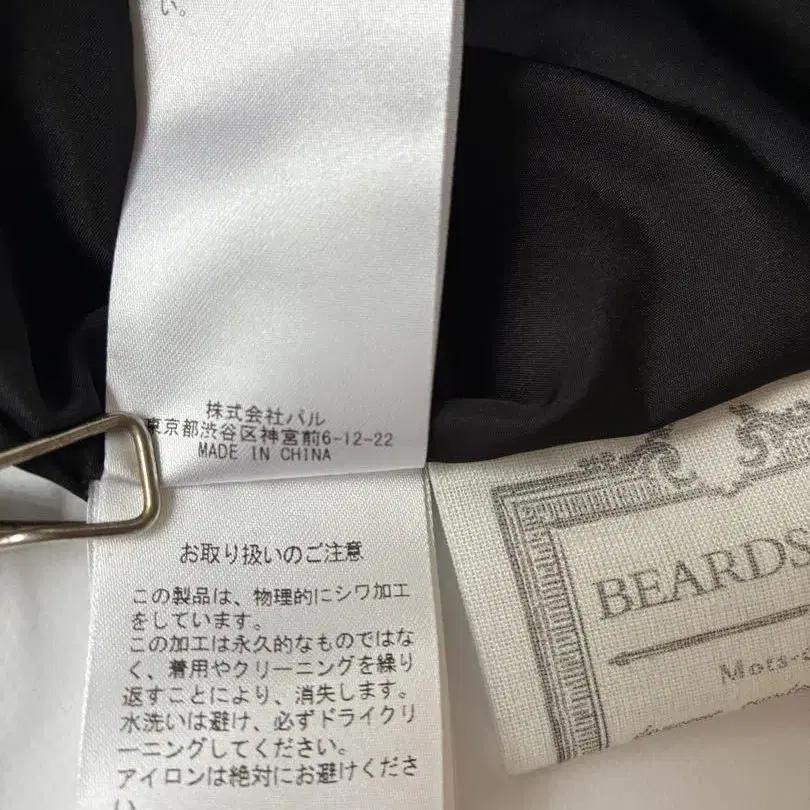 い。
株式会社パル
東京都渋谷区神宮前6-12-22
MADE IN CHINA
お取り扱いのご注意
この製品は、物理的にシワ加工
をしています。
この加工は永久的なものではな
く、着用やクリーニングを繰り
返すことにより、消失します。
水洗いは避け、必ずドライクリ
ーニングしてください。
アイロンは絶対にお避けくださ
い
BEARDS
Mots-